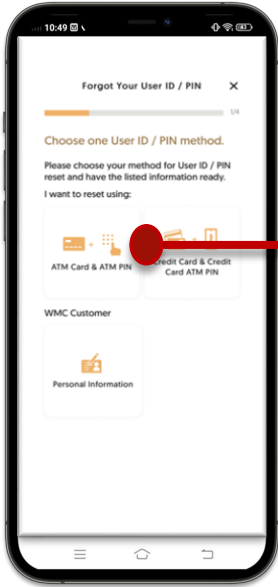 10:49
Forgot Your User ID / PIN
1/4
Choose one User ID / PIN method.
Please choose your method for User ID / PIN
reset and have the listed information ready.
I want to reset using:
ATM Card & ATM PIN
Credit Card & Credit
Card ATM PIN
WMC Customer
Personal Information